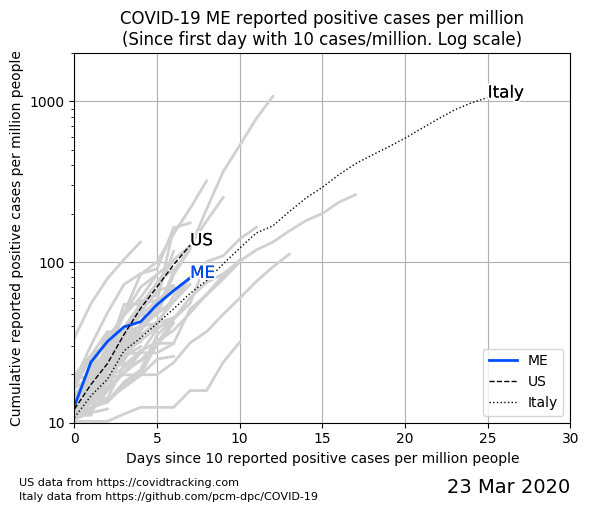 COVID-19 ME reported positive cases per million
(Since first day with 10 cases/million. Log scale)
Cumulative reported positive cases per million people
1000
100
10
Italy
US
ME
ME
US
Italy
0 5 10 15 20 25 30
Days since 10 reported positive cases per million people
US data from https://covidtracking.com
Italy data from https://github.com/pcm-dpc/COVID-19
23 Mar 2020